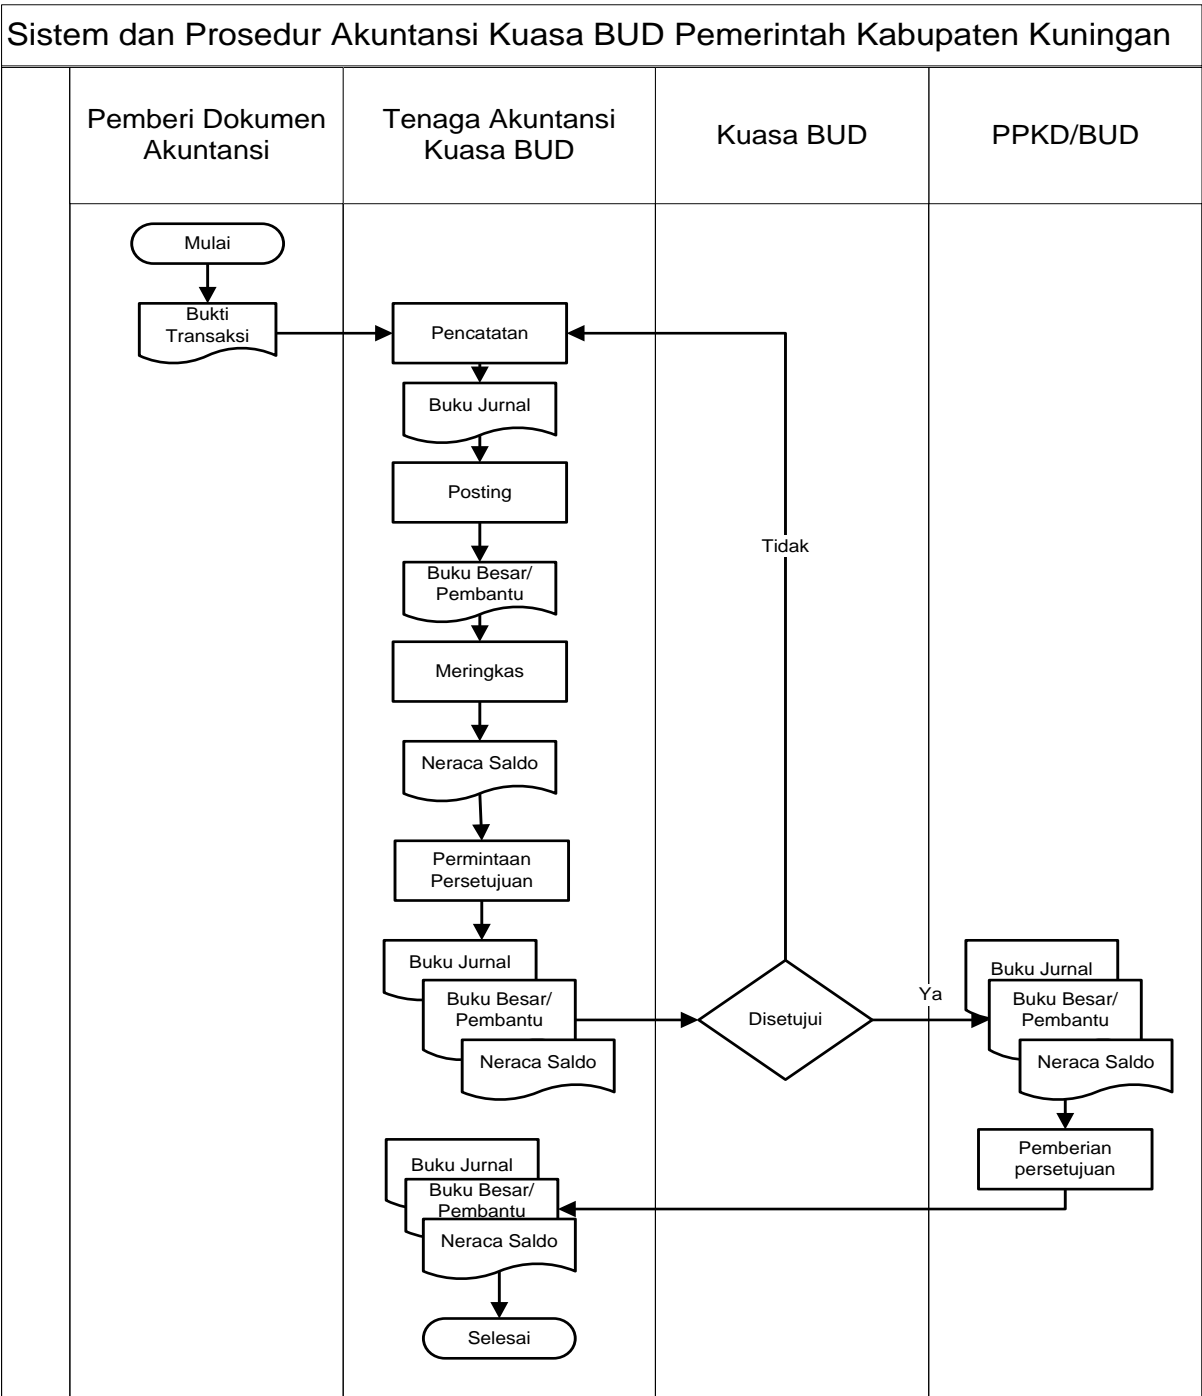 Sistem dan Prosedur Akuntansi Kuasa BUD Pemerintah Kabupaten Kuningan
Pemberi Dokumen
Akuntansi
Tenaga Akuntansi
Kuasa BUD
Kuasa BUD
PPKD/BUD
Mulai
Bukti
Transaksi
Pencatatan
Buku Jurnal
Posting
Tidak
Buku Besar/
Pembantu
Meringkas
Neraca Saldo
Permintaan
Persetujuan
Buku Jurnal
Buku Besar/
Pembantu
Neraca Saldo
Disetujui
Ya
Buku Jurnal
Buku Besar/
Pembantu
Neraca Saldo
Pemberian
persetujuan
Buku Jurnal
Buku Besar/
Pembantu
Neraca Saldo
Selesai